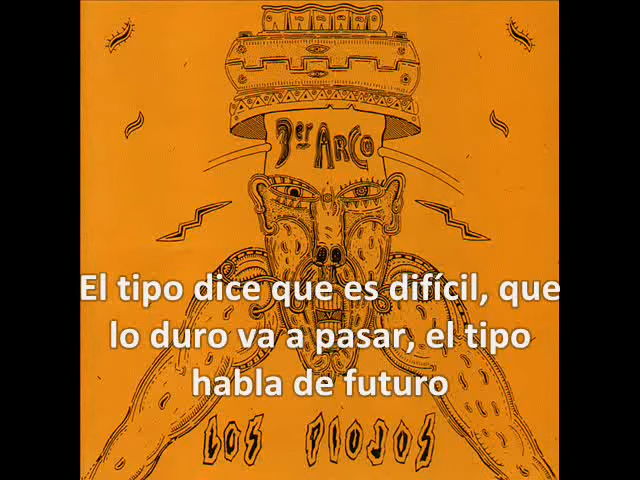 3er ARCO
El tipo dice que es difícil, que
lo duro va a pasar, el tipo
habla de futuro
LOS PIOJOS